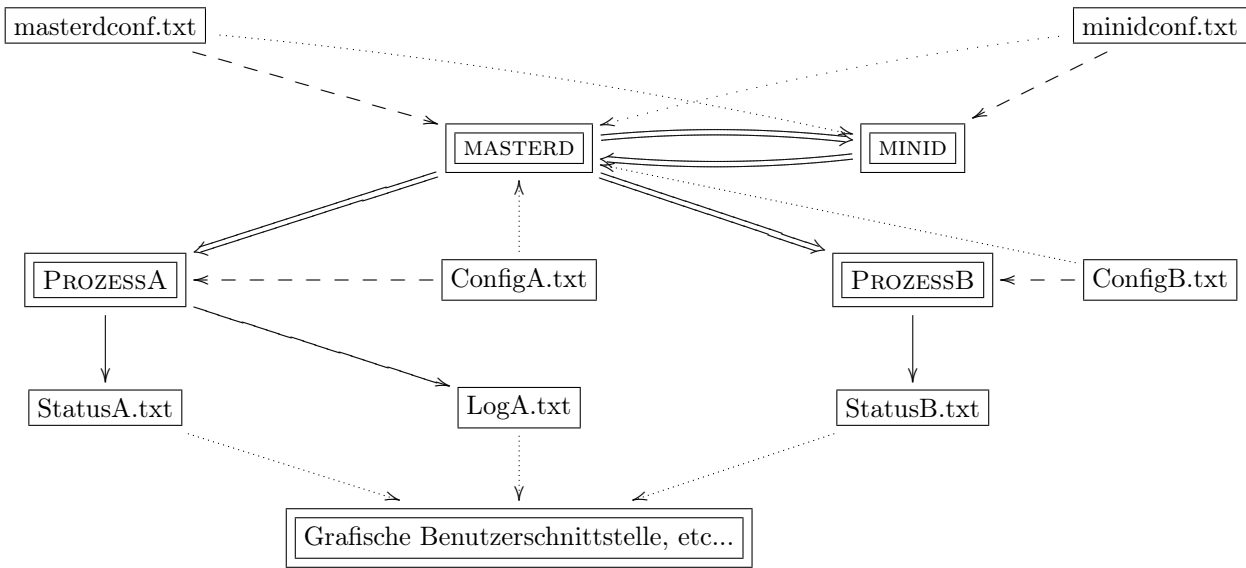 masterdconf.txt
minidconf.txt
MASTERD
MINID
PROZESSA
ConfigA.txt
PROZESSB
ConfigB.txt
StatusA.txt
LogA.txt
StatusB.txt
Grafische Benutzerschnittstelle, etc...